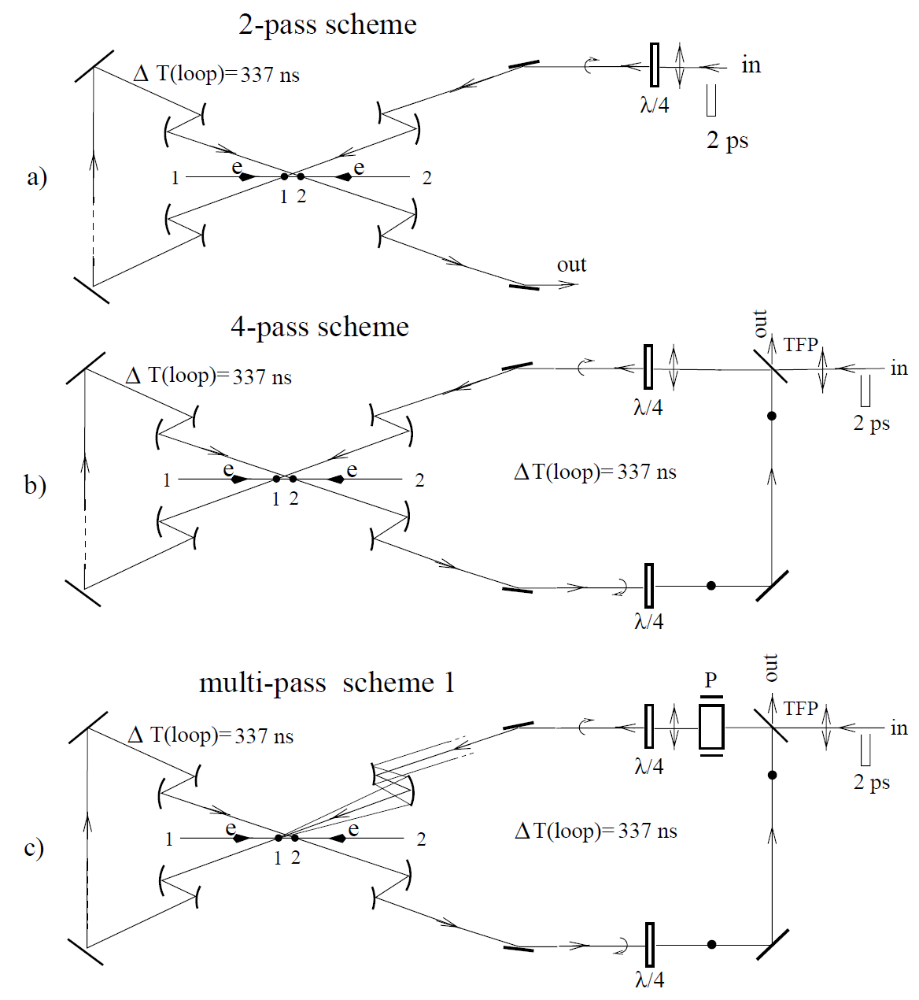 2-pass scheme
Δ T(loop)= 337 ns
in
λ/4
2 ps
a)
1 e e 2
1 2
out
4-pass scheme
out
TFP
Δ T(loop)= 337 ns
in
λ/4
2 ps
b)
1 e e 2
1 2
ΔT(loop)= 337 ns
λ/4
multi-pass scheme 1
P
out
TFP
Δ T(loop)= 337 ns
in
λ/4
2 ps
c)
1 e e 2
1 2
ΔT(loop)= 337 ns
λ/4